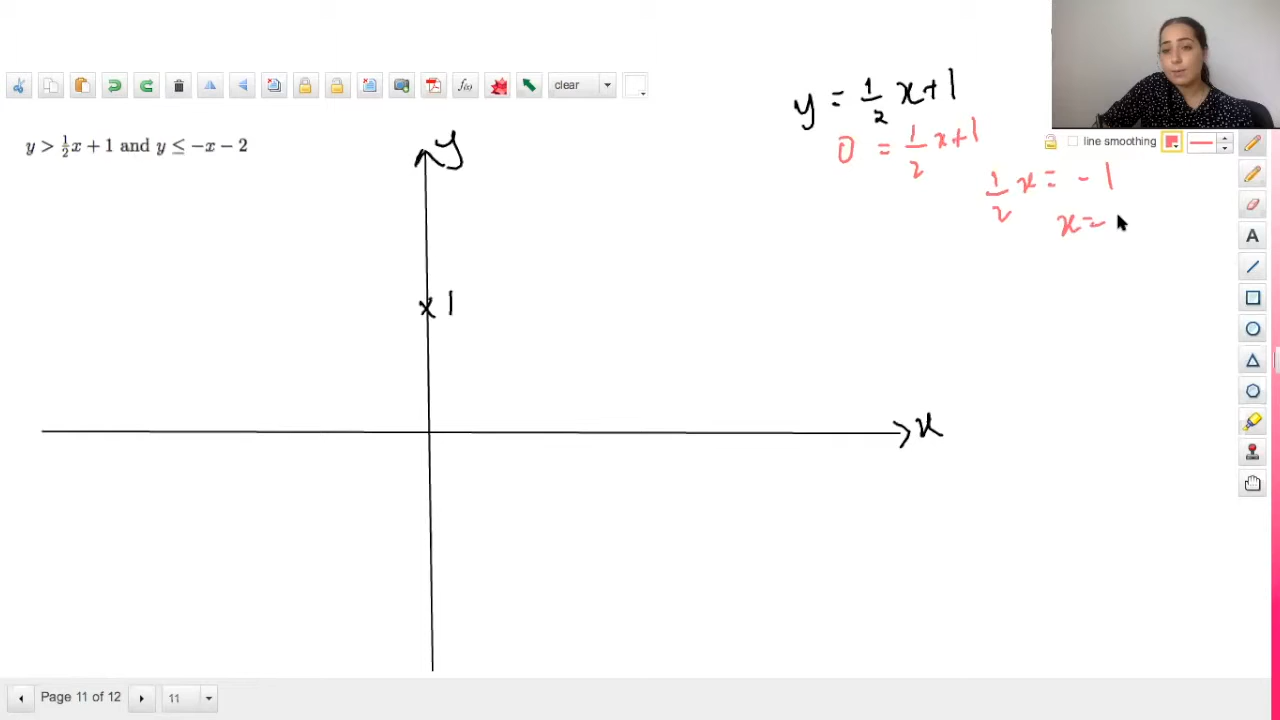 clear
y = 1/2 x + 1
0 = 1/2 x + 1
line smoothing
y > 1/2 x + 1 and y ≤ −x − 2
y
1/2 x = - 1
x = -
A
x 1
x
Page 11 of 12
11